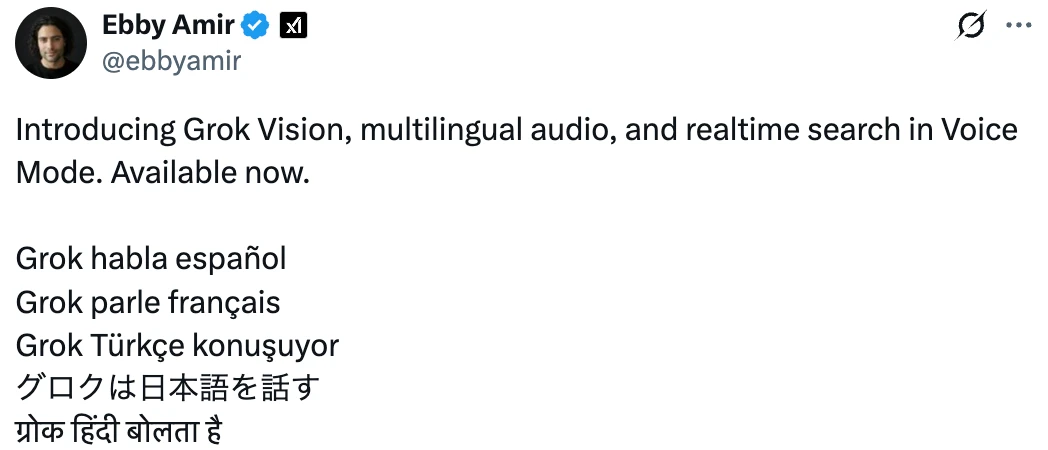 Ebby Amir
@ebbyamir
Introducing Grok Vision, multilingual audio, and realtime search in Voice
Mode. Available now.
Grok habla español
Grok parle français
Grok Türkçe konuşuyor
グロクは日本語を話す
ग्रोक हिंदी बोलता है